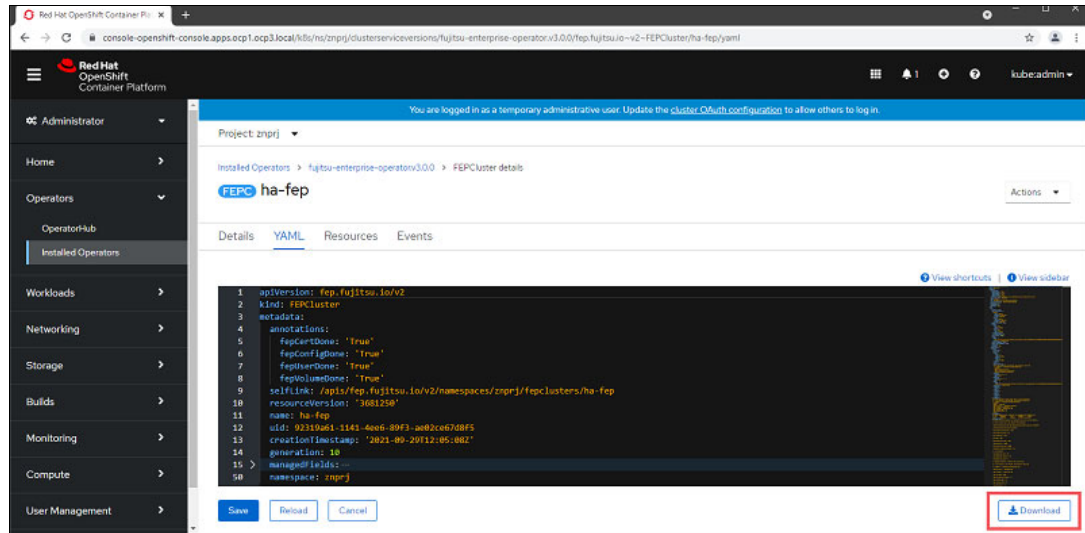 Red Hat OpenShift Container Pla
console-openshift-console.apps.ocp1.ocp3.local/k8s/ns/znprj/clusterserviceversions/fujitsu-enterprise-operator.v3.0.0/fep.fujitsu.io~v2~FEPCluster/ha-fep/yaml
Red Hat
OpenShift
Container Platform
1
kube:admin
You are logged in as a temporary administrative user. Update the cluster OAuth configuration to allow others to log in.
Administrator
Home
Operators
OperatorHub
Installed Operators
Workloads
Networking
Storage
Builds
Monitoring
Compute
User Management
Project: znprj
Installed Operators > fujitsu-enterprise-operator.v3.0.0 > FEPCluster details
FEPC ha-fep
Actions
Details YAML Resources Events
View shortcuts | View sidebar
1 apiVersion: fep.fujitsu.io/v2
2 kind: FEPCluster
3 metadata:
4 annotations:
5 fepCertDone: 'True'
6 fepConfigDone: 'True'
7 fepUserDone: 'True'
8 fepVolumeDone: 'True'
9 selfLink: /apis/fep.fujitsu.io/v2/namespaces/znprj/fepclusters/ha-fep
10 resourceVersion: '3681250'
11 name: ha-fep
12 uid: 92319a61-1141-4ee6-89f3-ae02ce67d8f5
13 creationTimestamp: '2021-09-29T12:05:08Z'
14 generation: 10
15 managedFields:
50 namespace: znprj
Save Reload Cancel
Download